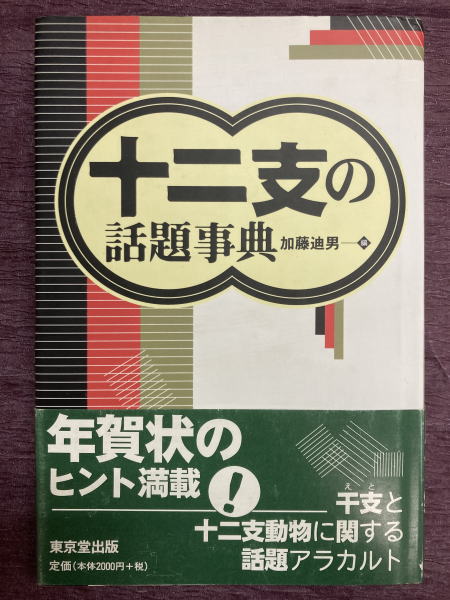 十二支の
話題事典 加藤迪男──編
年賀状の
ヒント満載!
えと
干支と
十二支動物に関する
話題アラカルト
東京堂出版
定価(本体2000円+税)